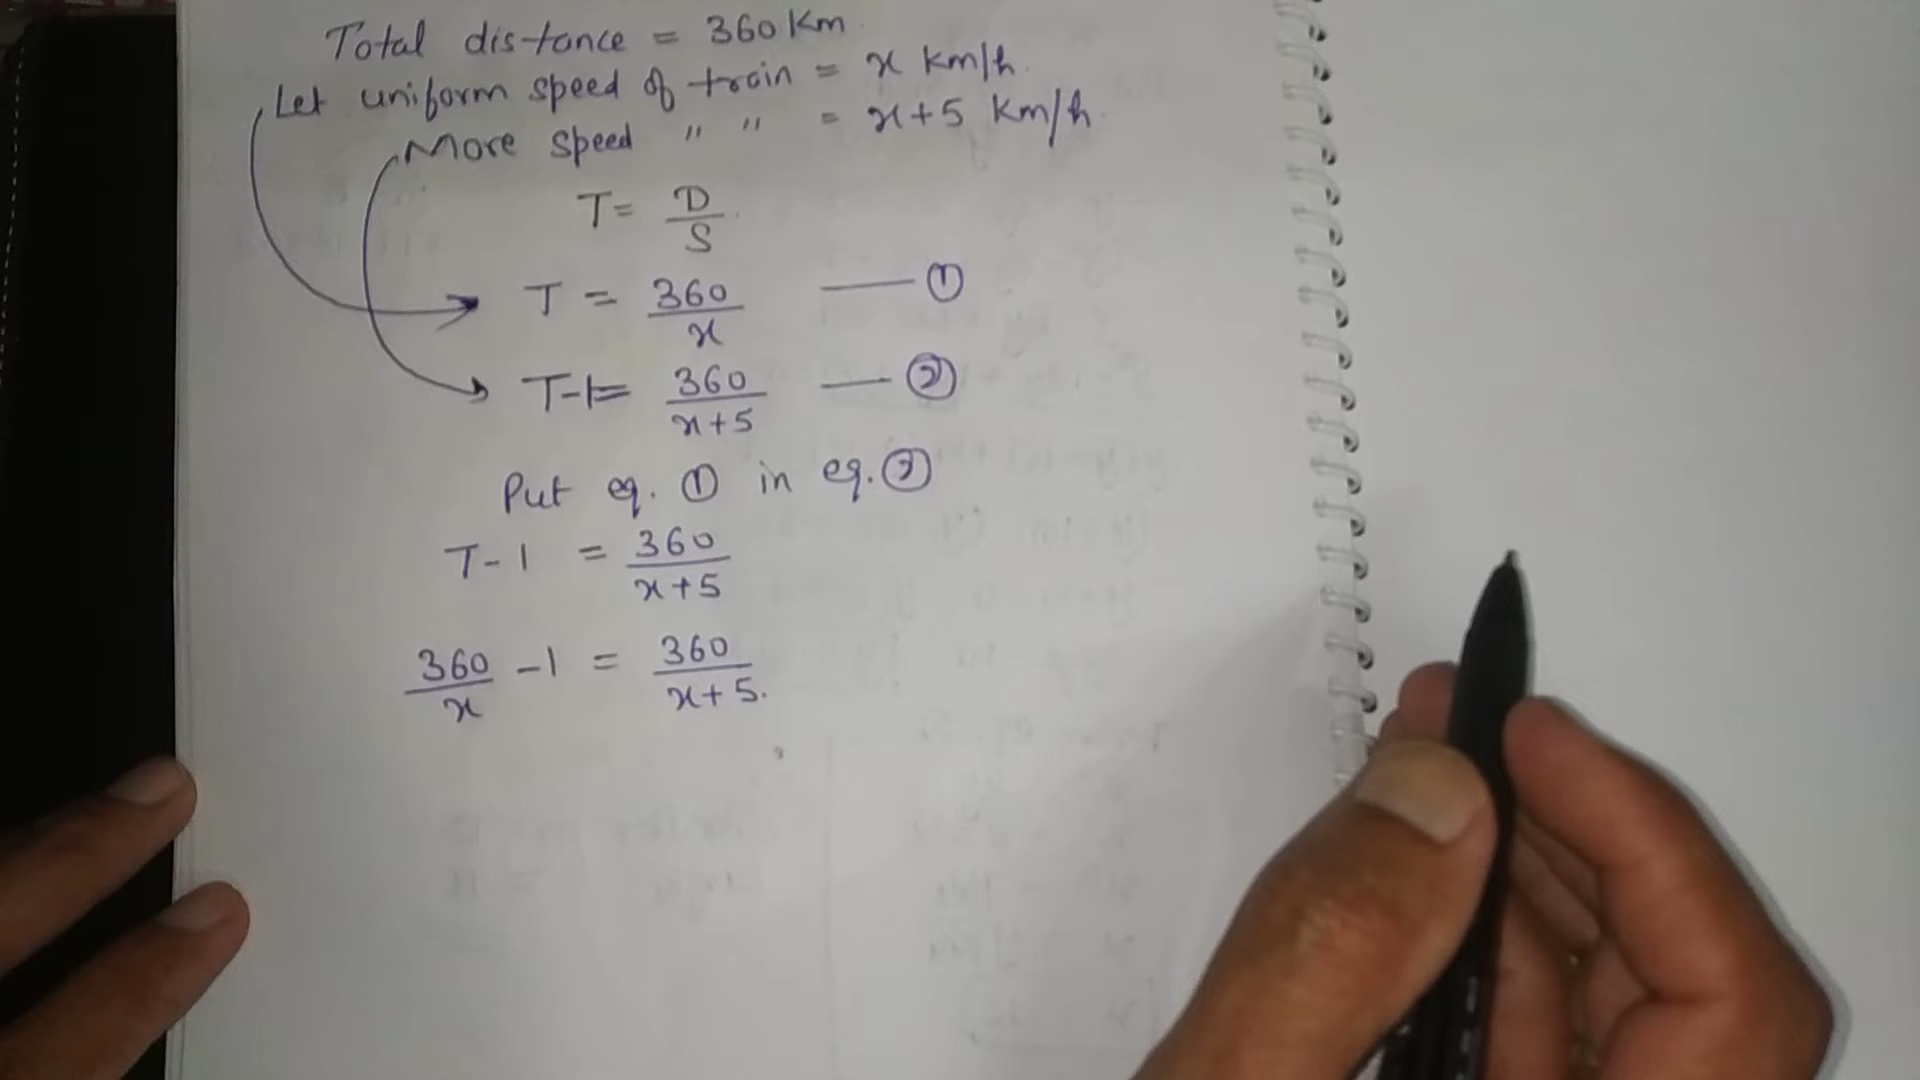 Total distance = 360 Km
Let uniform speed of train = x km/h.
More speed " " = x+5 km/h.
T = D/S
T = 360/x —— ①
T-1 = 360/x+5 — ②
Put eq. ① in eq. ②
T-1 = 360/x+5
360/x -1 = 360/x+5.